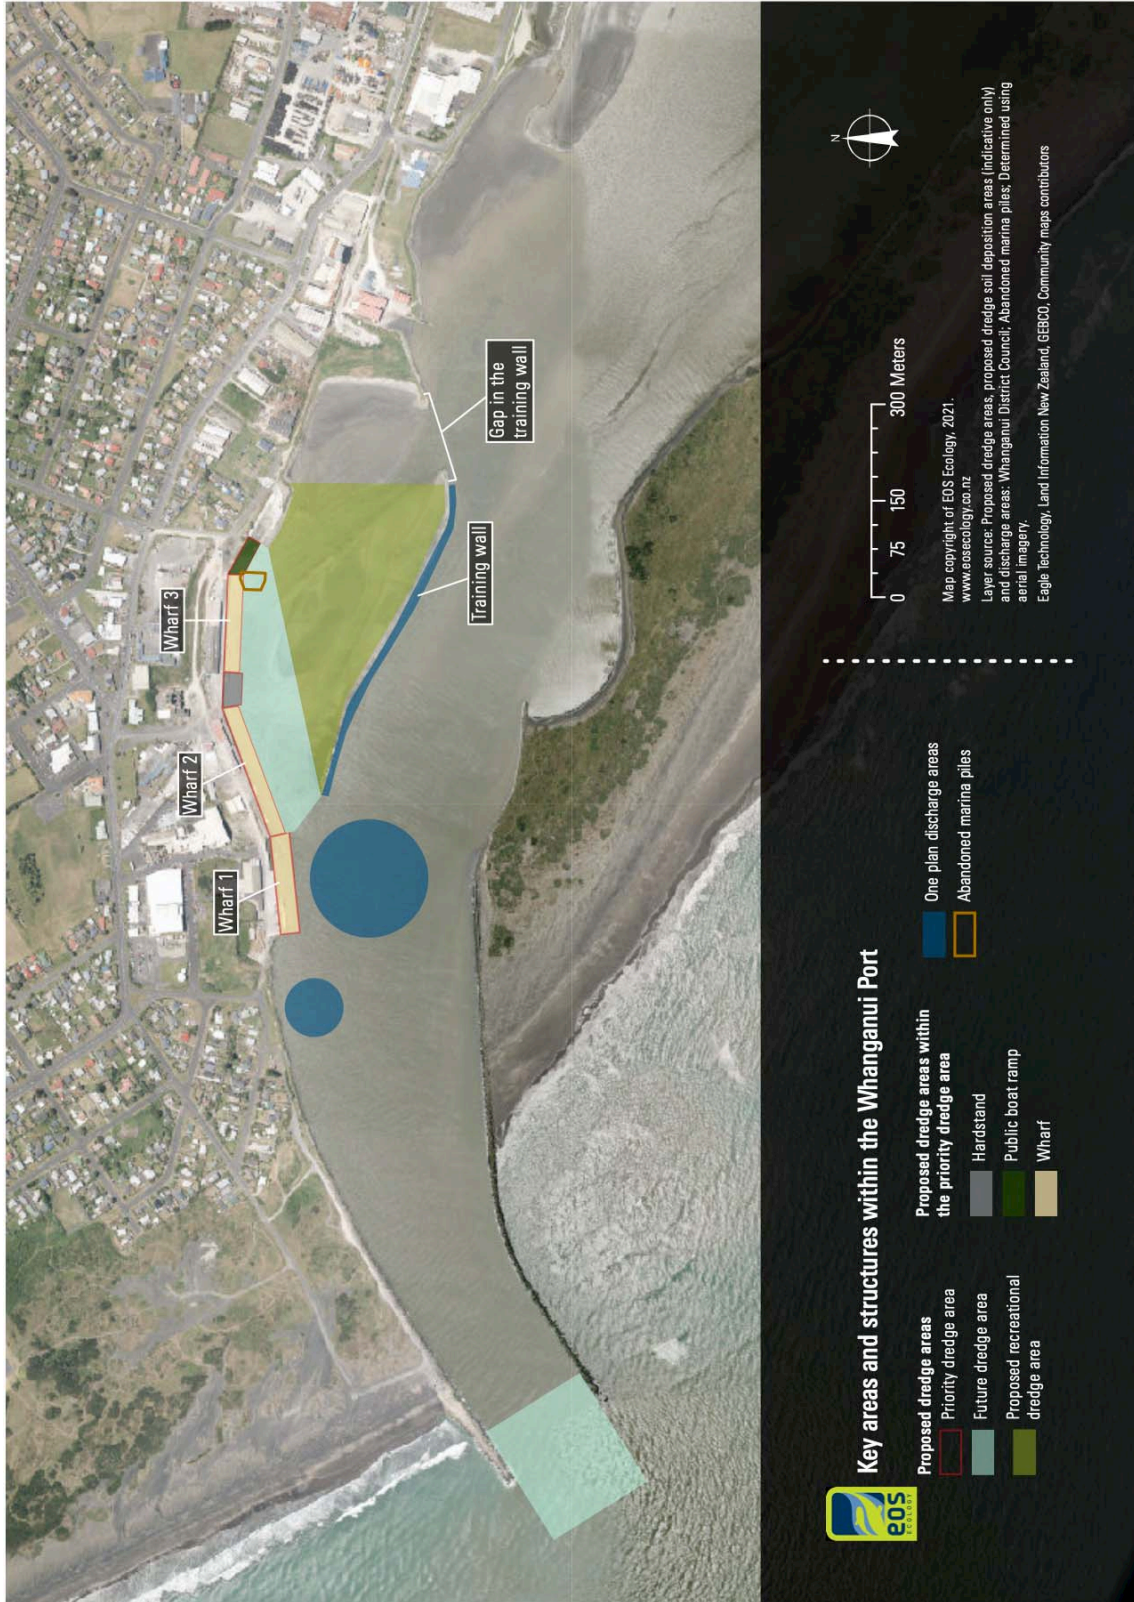 Wharf 1
Wharf 2
Wharf 3
Training wall
Gap in the
training wall
eos
ECOLOGY
Key areas and structures within the Whanganui Port
Proposed dredge areas
Priority dredge area
Future dredge area
Proposed recreational
dredge area
Proposed dredge areas within
the priority dredge area
Hardstand
Public boat ramp
Wharf
One plan discharge areas
Abandoned marina piles
0 75 150 300 Meters
Map copyright of EOS Ecology, 2021.
www.eosecology.co.nz
Layer source: Proposed dredge areas, proposed dredge soil deposition areas (indicative only)
and discharge areas: Whanganui District Council; Abandoned marina piles; Determined using
aerial imagery.
Eagle Technology, Land Information New Zealand, GEBCO, Community maps contributors
N